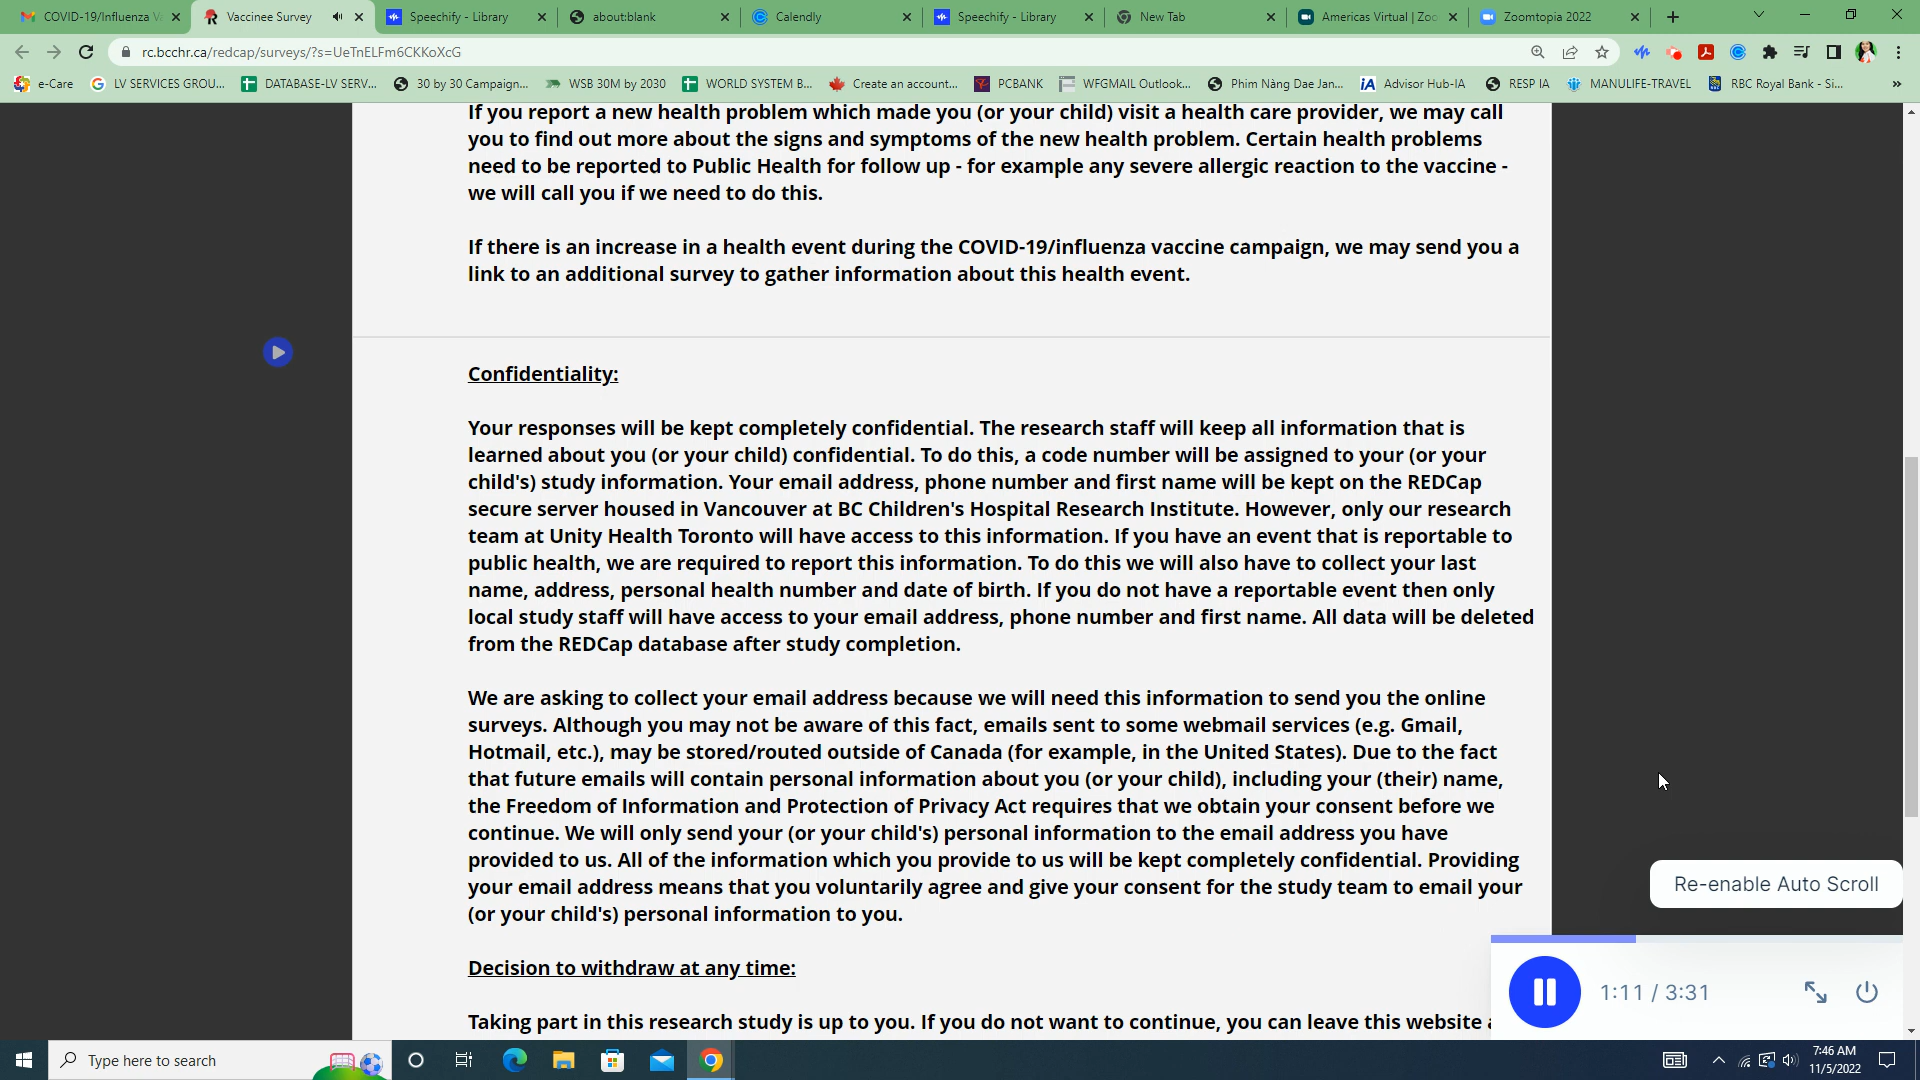 COVID-19/Influenza Va
Vaccinee Survey
Speechify - Library
about:blank
Calendly
Speechify - Library
New Tab
Americas Virtual | Zoo
Zoomtopia 2022
rc.bcchr.ca/redcap/surveys/?s=UeTnELFm6CKKoXcG
e-Care
LV SERVICES GROU...
DATABASE-LV SERV...
30 by 30 Campaign...
WSB 30M by 2030
WORLD SYSTEM B...
Create an account...
PCBANK
WFGMAIL Outlook...
Phim Nàng Dae Jan...
Advisor Hub-IA
RESP IA
MANULIFE-TRAVEL
RBC Royal Bank - Si...
If you report a new health problem which made you (or your child) visit a health care provider, we may call
you to find out more about the signs and symptoms of the new health problem. Certain health problems
need to be reported to Public Health for follow up - for example any severe allergic reaction to the vaccine -
we will call you if we need to do this.
If there is an increase in a health event during the COVID-19/influenza vaccine campaign, we may send you a
link to an additional survey to gather information about this health event.
Confidentiality:
Your responses will be kept completely confidential. The research staff will keep all information that is
learned about you (or your child) confidential. To do this, a code number will be assigned to your (or your
child's) study information. Your email address, phone number and first name will be kept on the REDCap
secure server housed in Vancouver at BC Children's Hospital Research Institute. However, only our research
team at Unity Health Toronto will have access to this information. If you have an event that is reportable to
public health, we are required to report this information. To do this we will also have to collect your last
name, address, personal health number and date of birth. If you do not have a reportable event then only
local study staff will have access to your email address, phone number and first name. All data will be deleted
from the REDCap database after study completion.
We are asking to collect your email address because we will need this information to send you the online
surveys. Although you may not be aware of this fact, emails sent to some webmail services (e.g. Gmail,
Hotmail, etc.), may be stored/routed outside of Canada (for example, in the United States). Due to the fact
that future emails will contain personal information about you (or your child), including your (their) name,
the Freedom of Information and Protection of Privacy Act requires that we obtain your consent before we
continue. We will only send your (or your child's) personal information to the email address you have
provided to us. All of the information which you provide to us will be kept completely confidential. Providing
your email address means that you voluntarily agree and give your consent for the study team to email your
(or your child's) personal information to you.
Re-enable Auto Scroll
Decision to withdraw at any time:
1:11 / 3:31
Taking part in this research study is up to you. If you do not want to continue, you can leave this website a
Type here to search
7:46 AM
11/5/2022